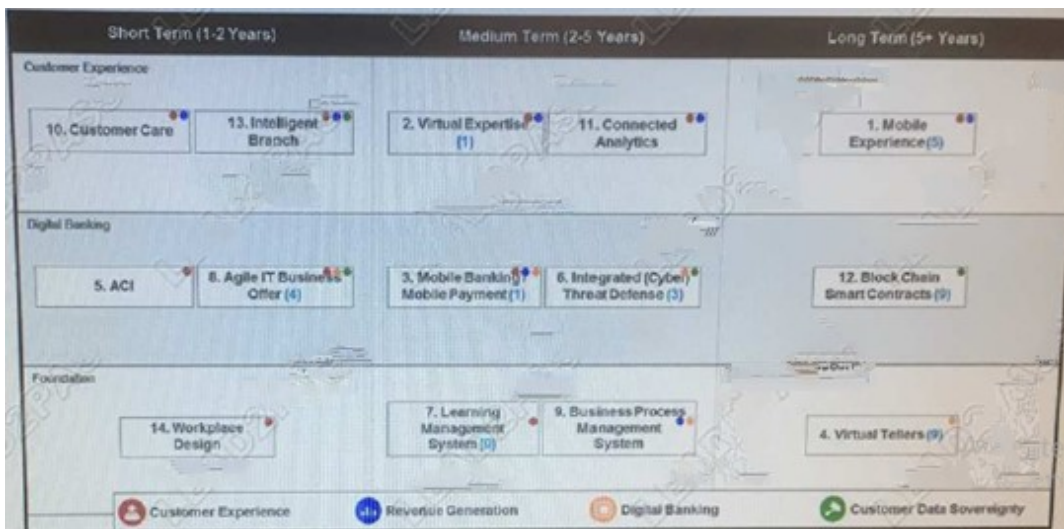 Short Term (1-2 Years)
Medium Term (2-5 Years)
Long Term (5+ Years)
Customer Experience
10. Customer Care
13. Intelligent
Branch
2. Virtual Expertise
(1)
11. Connected
Analytics
1. Mobile
Experience (5)
Digital Banking
5. ACI
8. Agile IT Business
Offer (4)
3. Mobile Banking/
Mobile Payment (1)
6. Integrated (Cyber)
Threat Defense (3)
12. Block Chain
Smart Contracts (9)
Foundation
14. Workplace
Design
7. Learning
Management
System (0)
9. Business Process
Management
System
4. Virtual Tellers (9)
Customer Experience
Revenue Generation
Digital Banking
Customer Data Sovereignty